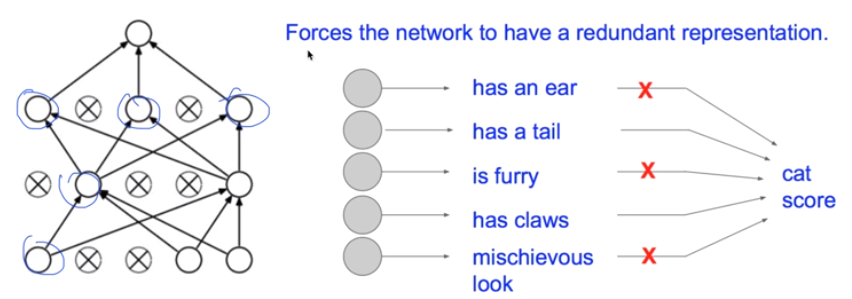 Forces the network to have a redundant representation.
has an ear
X
has a tail
is furry
X
cat
score
has claws
mischievous
X
look